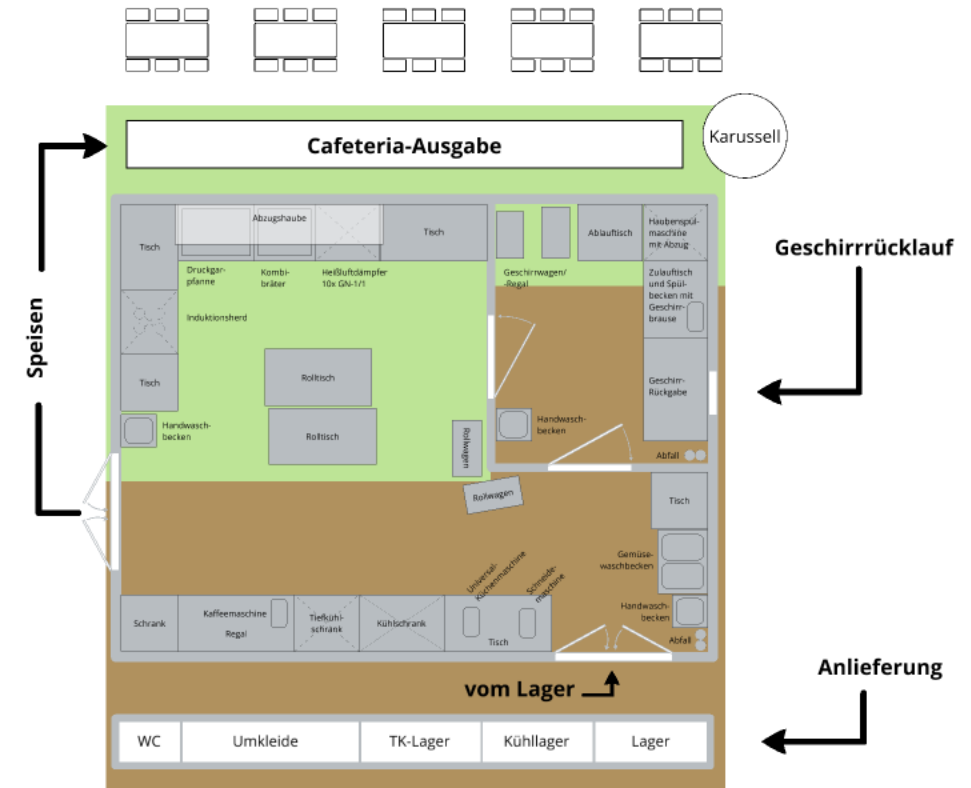 Cafeteria-Ausgabe
Karussell
Geschirrrücklauf
Speisen
Abzugshaube
Tisch
Tisch
Druckgar-
pfanne
Kombi-
bräter
Heißluftdämpfer
10x GN-1/1
Induktionsherd
Tisch
Handwasch-
becken
Rolltisch
Rolltisch
Rollwagen
Rollwagen
Geschirrwagen/
-Regal
Ablauftisch
Haubenspül-
maschine
mit Abzug
Zulauftisch
und Spül-
becken mit
Geschirr-
brause
Geschirr-
Rückgabe
Handwasch-
becken
Abfall
Tisch
Gemüse-
waschbecken
Handwasch-
becken
Abfall
Schrank
Kaffeemaschine
Regal
Tiefkühl-
schrank
Kühlschrank
Universal-
Küchenmaschine
Schneide-
maschine
Tisch
vom Lager
Anlieferung
WC
Umkleide
TK-Lager
Kühllager
Lager